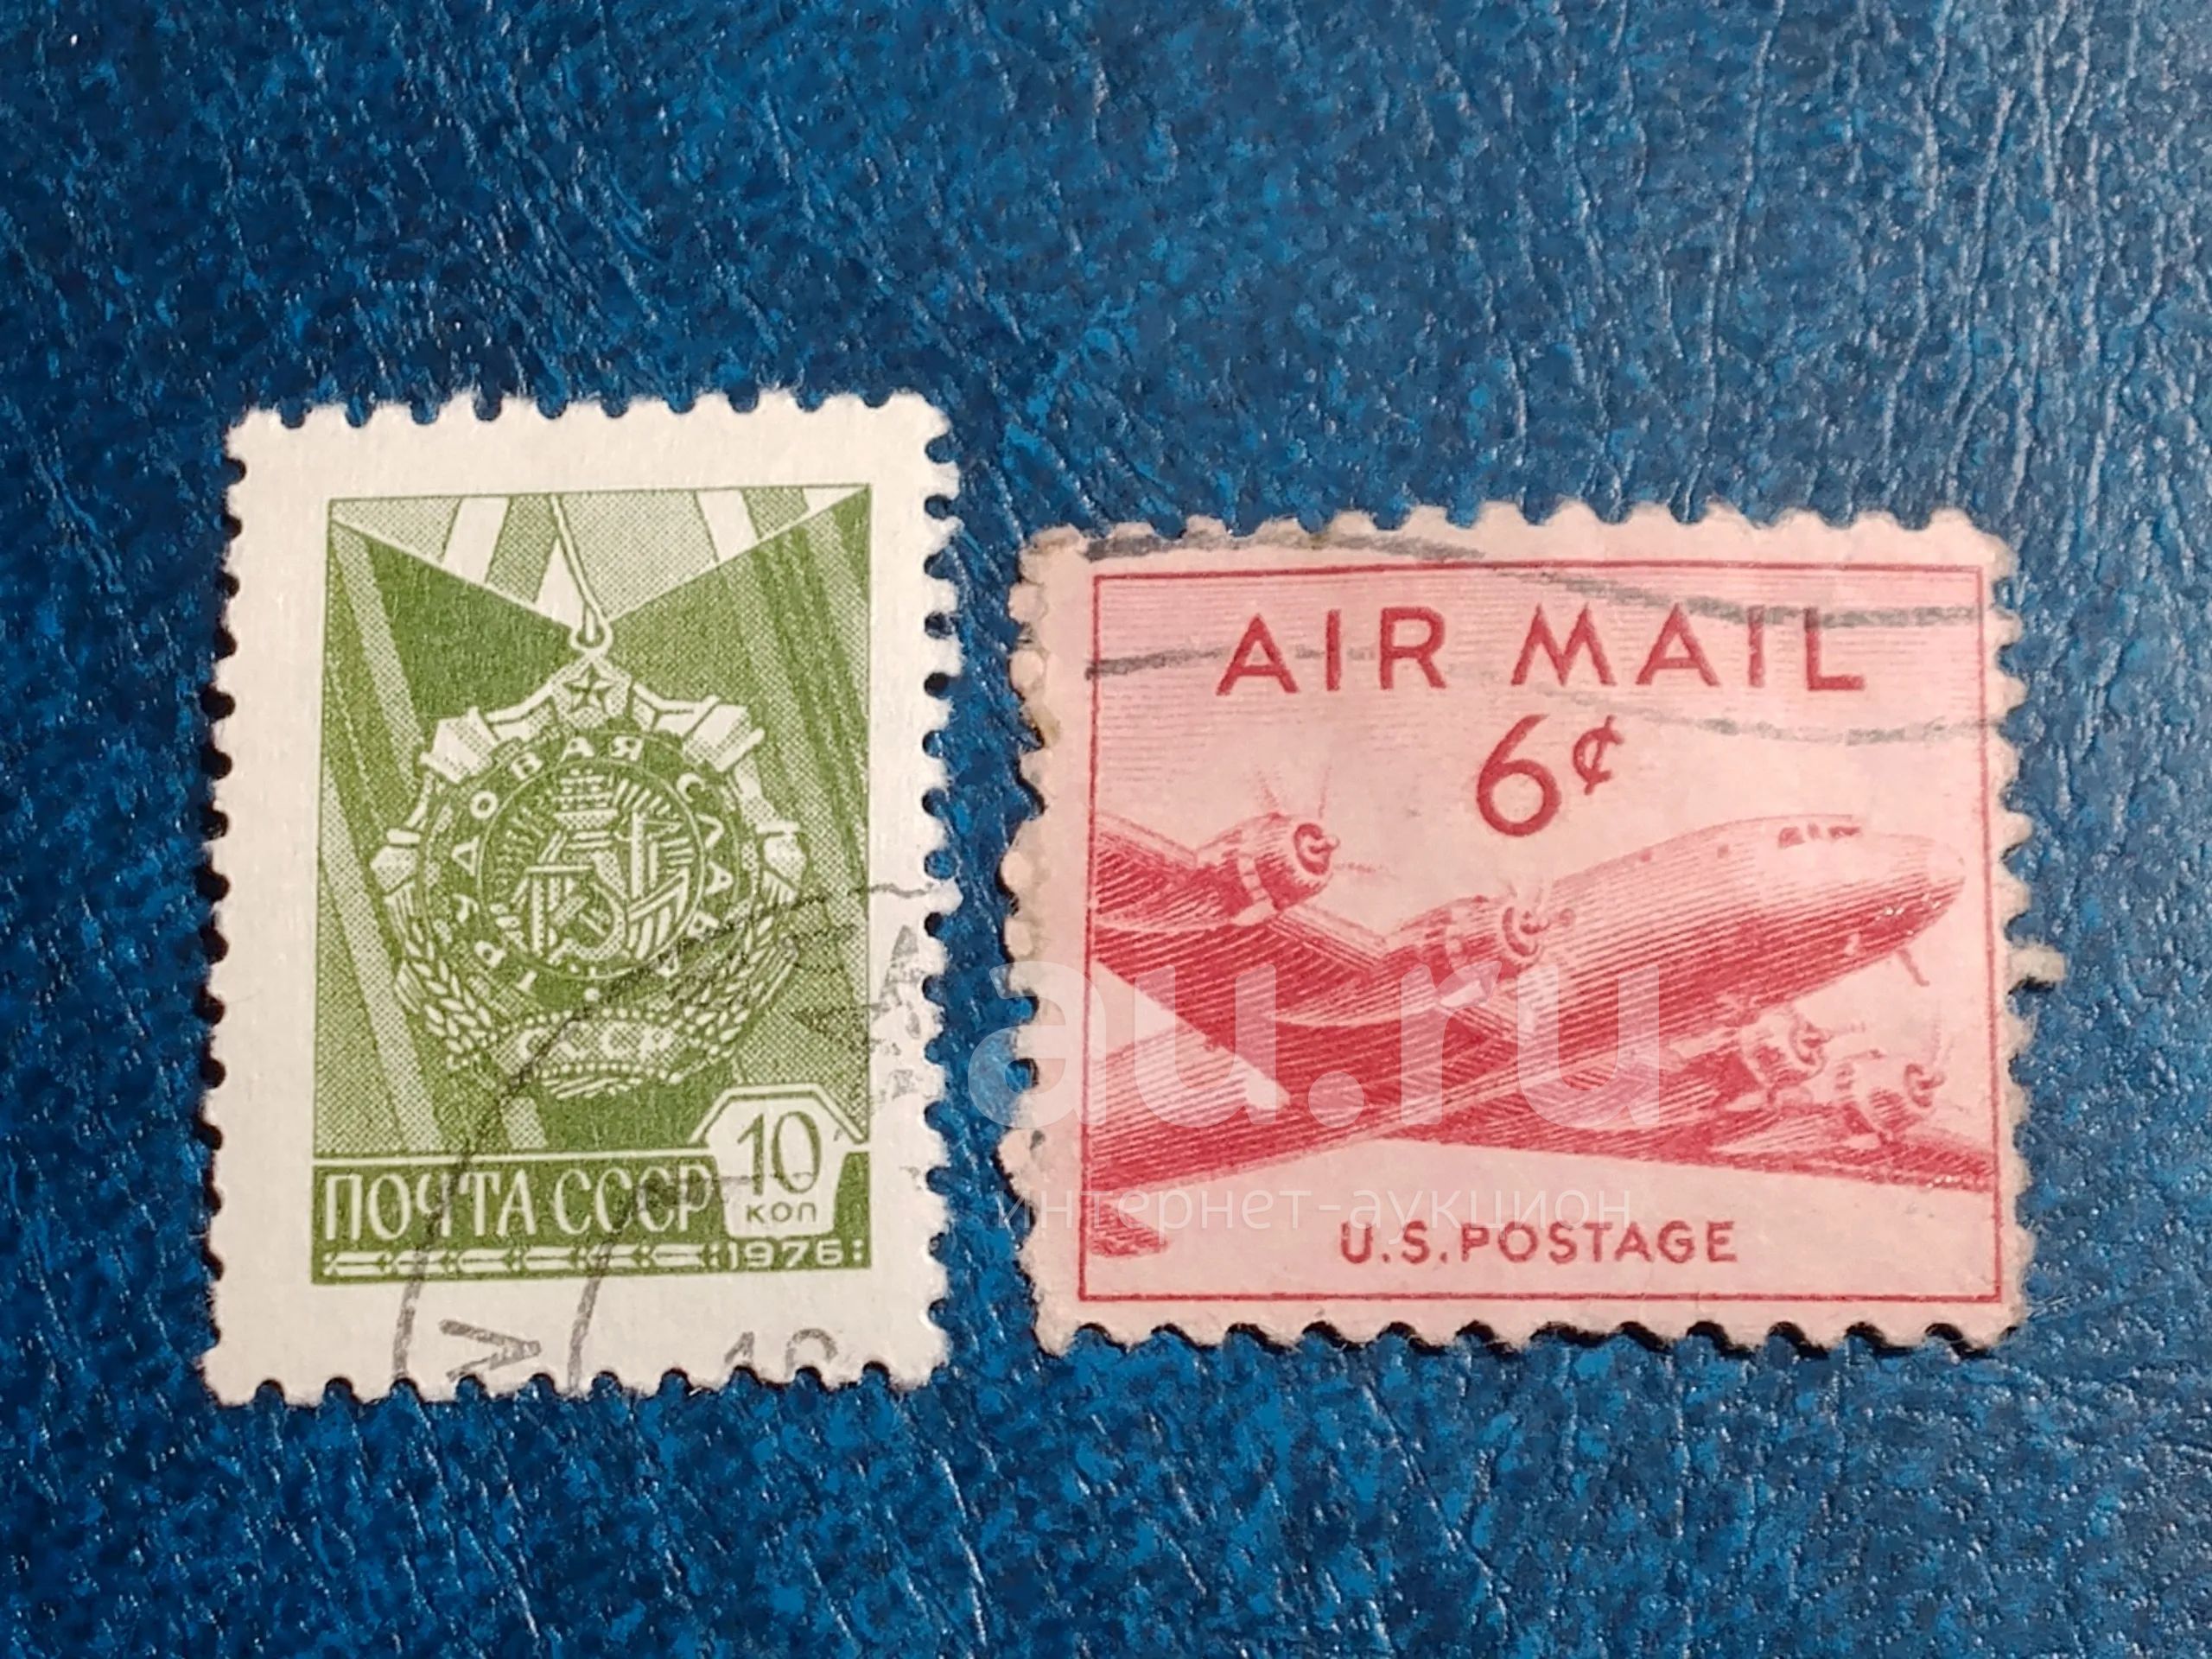 ТРУДОВАЯ СЛАВА
СССР
10
КОП
ПОЧТА СССР
1976
AIR MAIL
6¢
U.S.POSTAGE
au.ru
интернет-аукцион